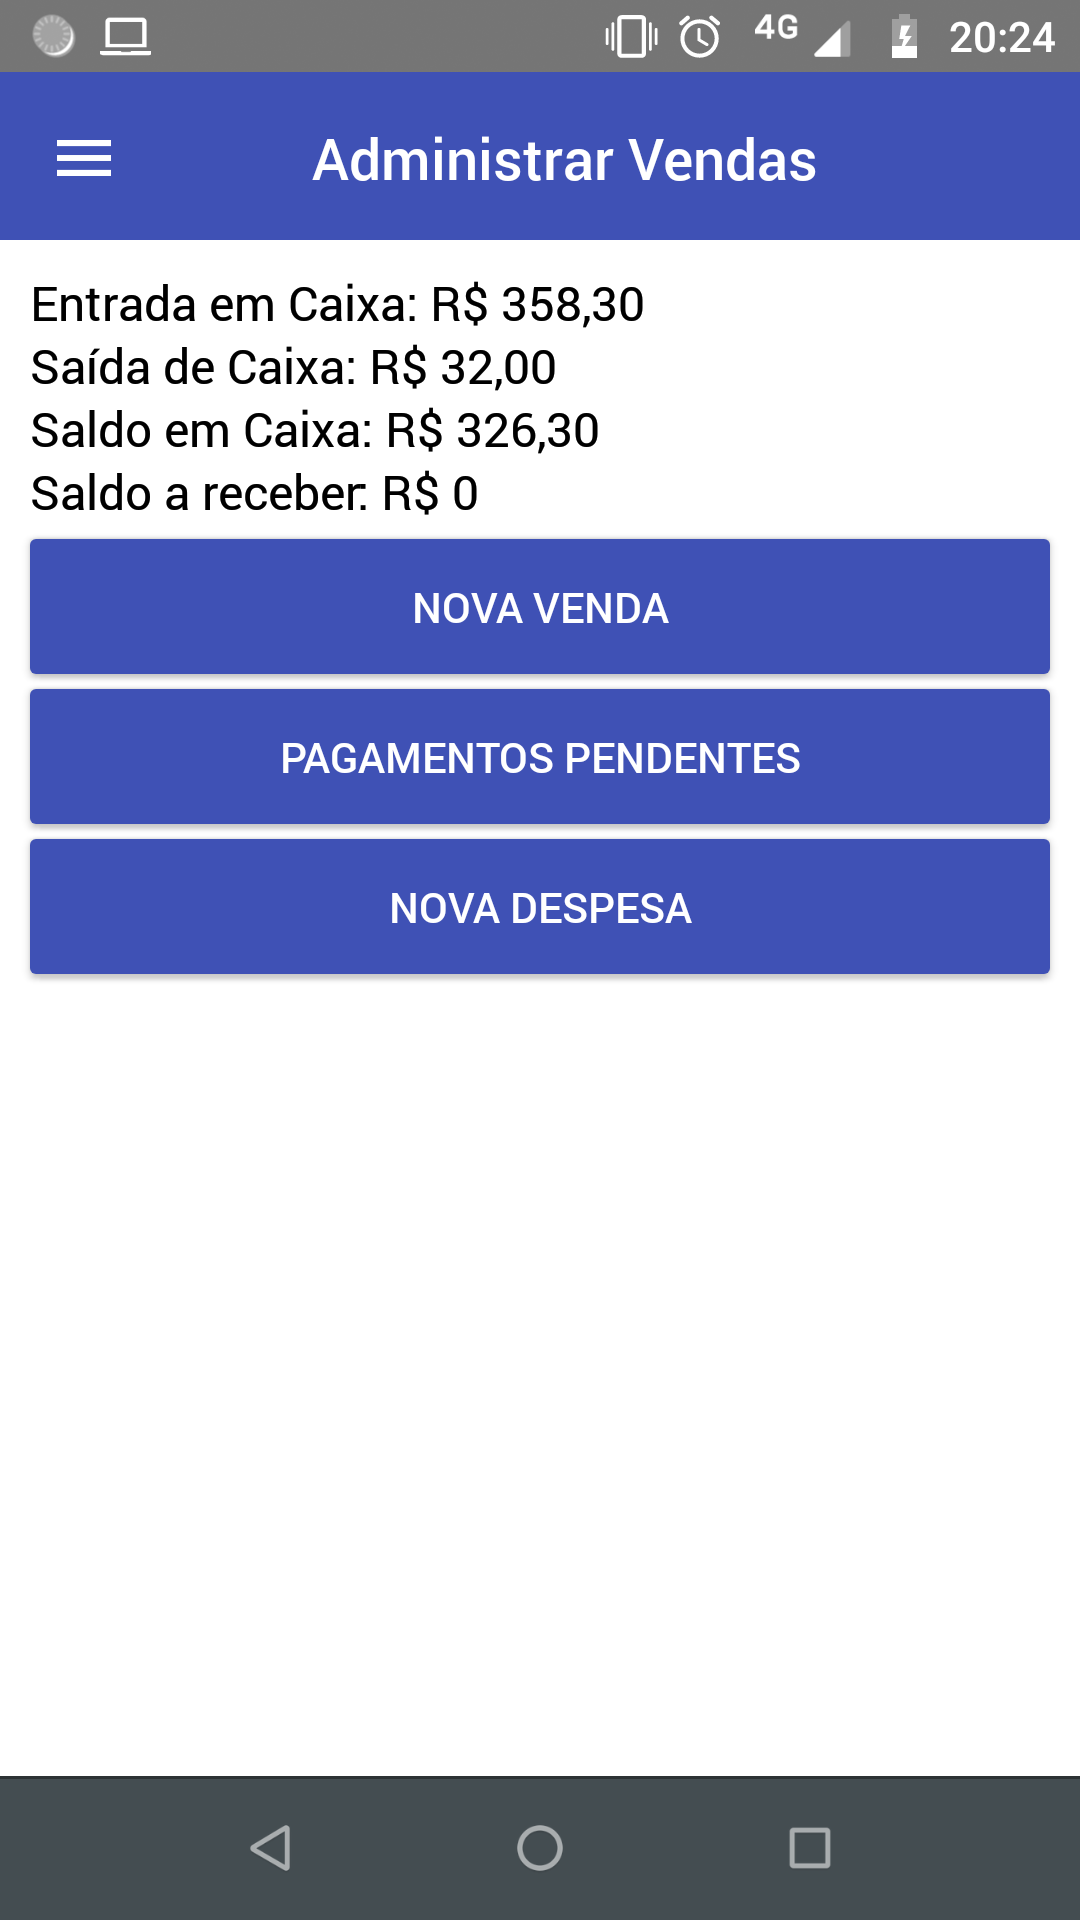 4G 20:24
Administrar Vendas
Entrada em Caixa: R$ 358,30
Saída de Caixa: R$ 32,00
Saldo em Caixa: R$ 326,30
Saldo a receber: R$ 0
NOVA VENDA
PAGAMENTOS PENDENTES
NOVA DESPESA